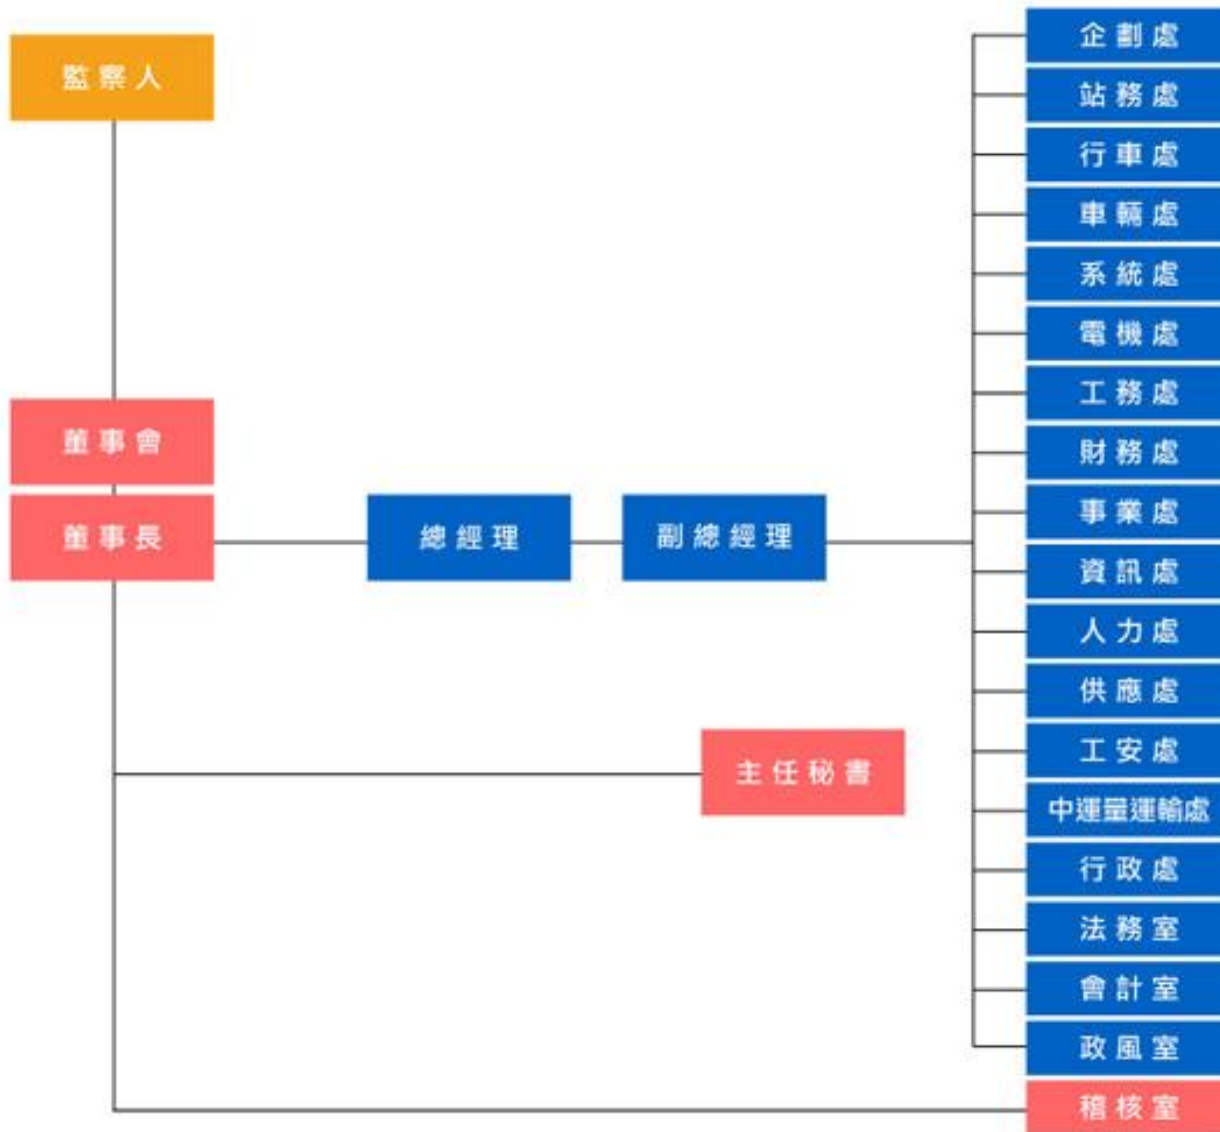 監察人
董事會
董事長
總經理
副總經理
主任秘書
企劃處
站務處
行車處
車輛處
系統處
電機處
工務處
財務處
事業處
資訊處
人力處
供應處
工安處
中運量運輸處
行政處
法務室
會計室
政風室
稽核室